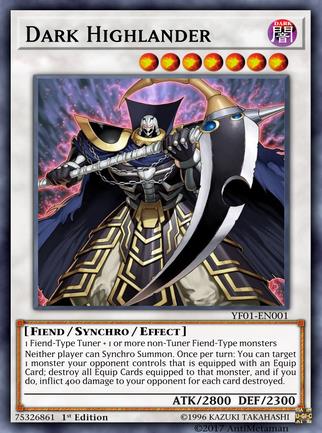 DARK HIGHLANDER
DARK
闇
YF01-EN001
[FIEND / SYNCHRO / EFFECT]
1 Fiend-Type Tuner + 1 or more non-Tuner Fiend-Type monsters
Neither player can Synchro Summon. Once per turn: You can target
1 monster your opponent controls that is equipped with an Equip
Card; destroy all Equip Cards equipped to that monster, and if you
do, inflict 400 damage to your opponent for each card destroyed.
ATK/2800 DEF/2300
75326861 1st Edition ©1996 KAZUKI TAKAHASHI
©2017 AntiMetaman